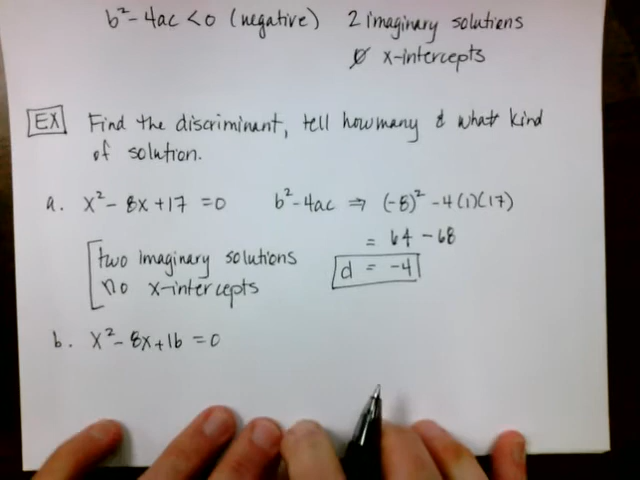 b²-4ac <0 (negative) 2 imaginary solutions
∅ x-intercepts
EX Find the discriminant, tell how many & what kind
of solution.
a. x²-8x+17 =0 b²-4ac ⇒ (-8)² -4(1)(17)
= 64 -68
two imaginary solutions
d = -4
no x-intercepts
b. x²-8x+16 =0